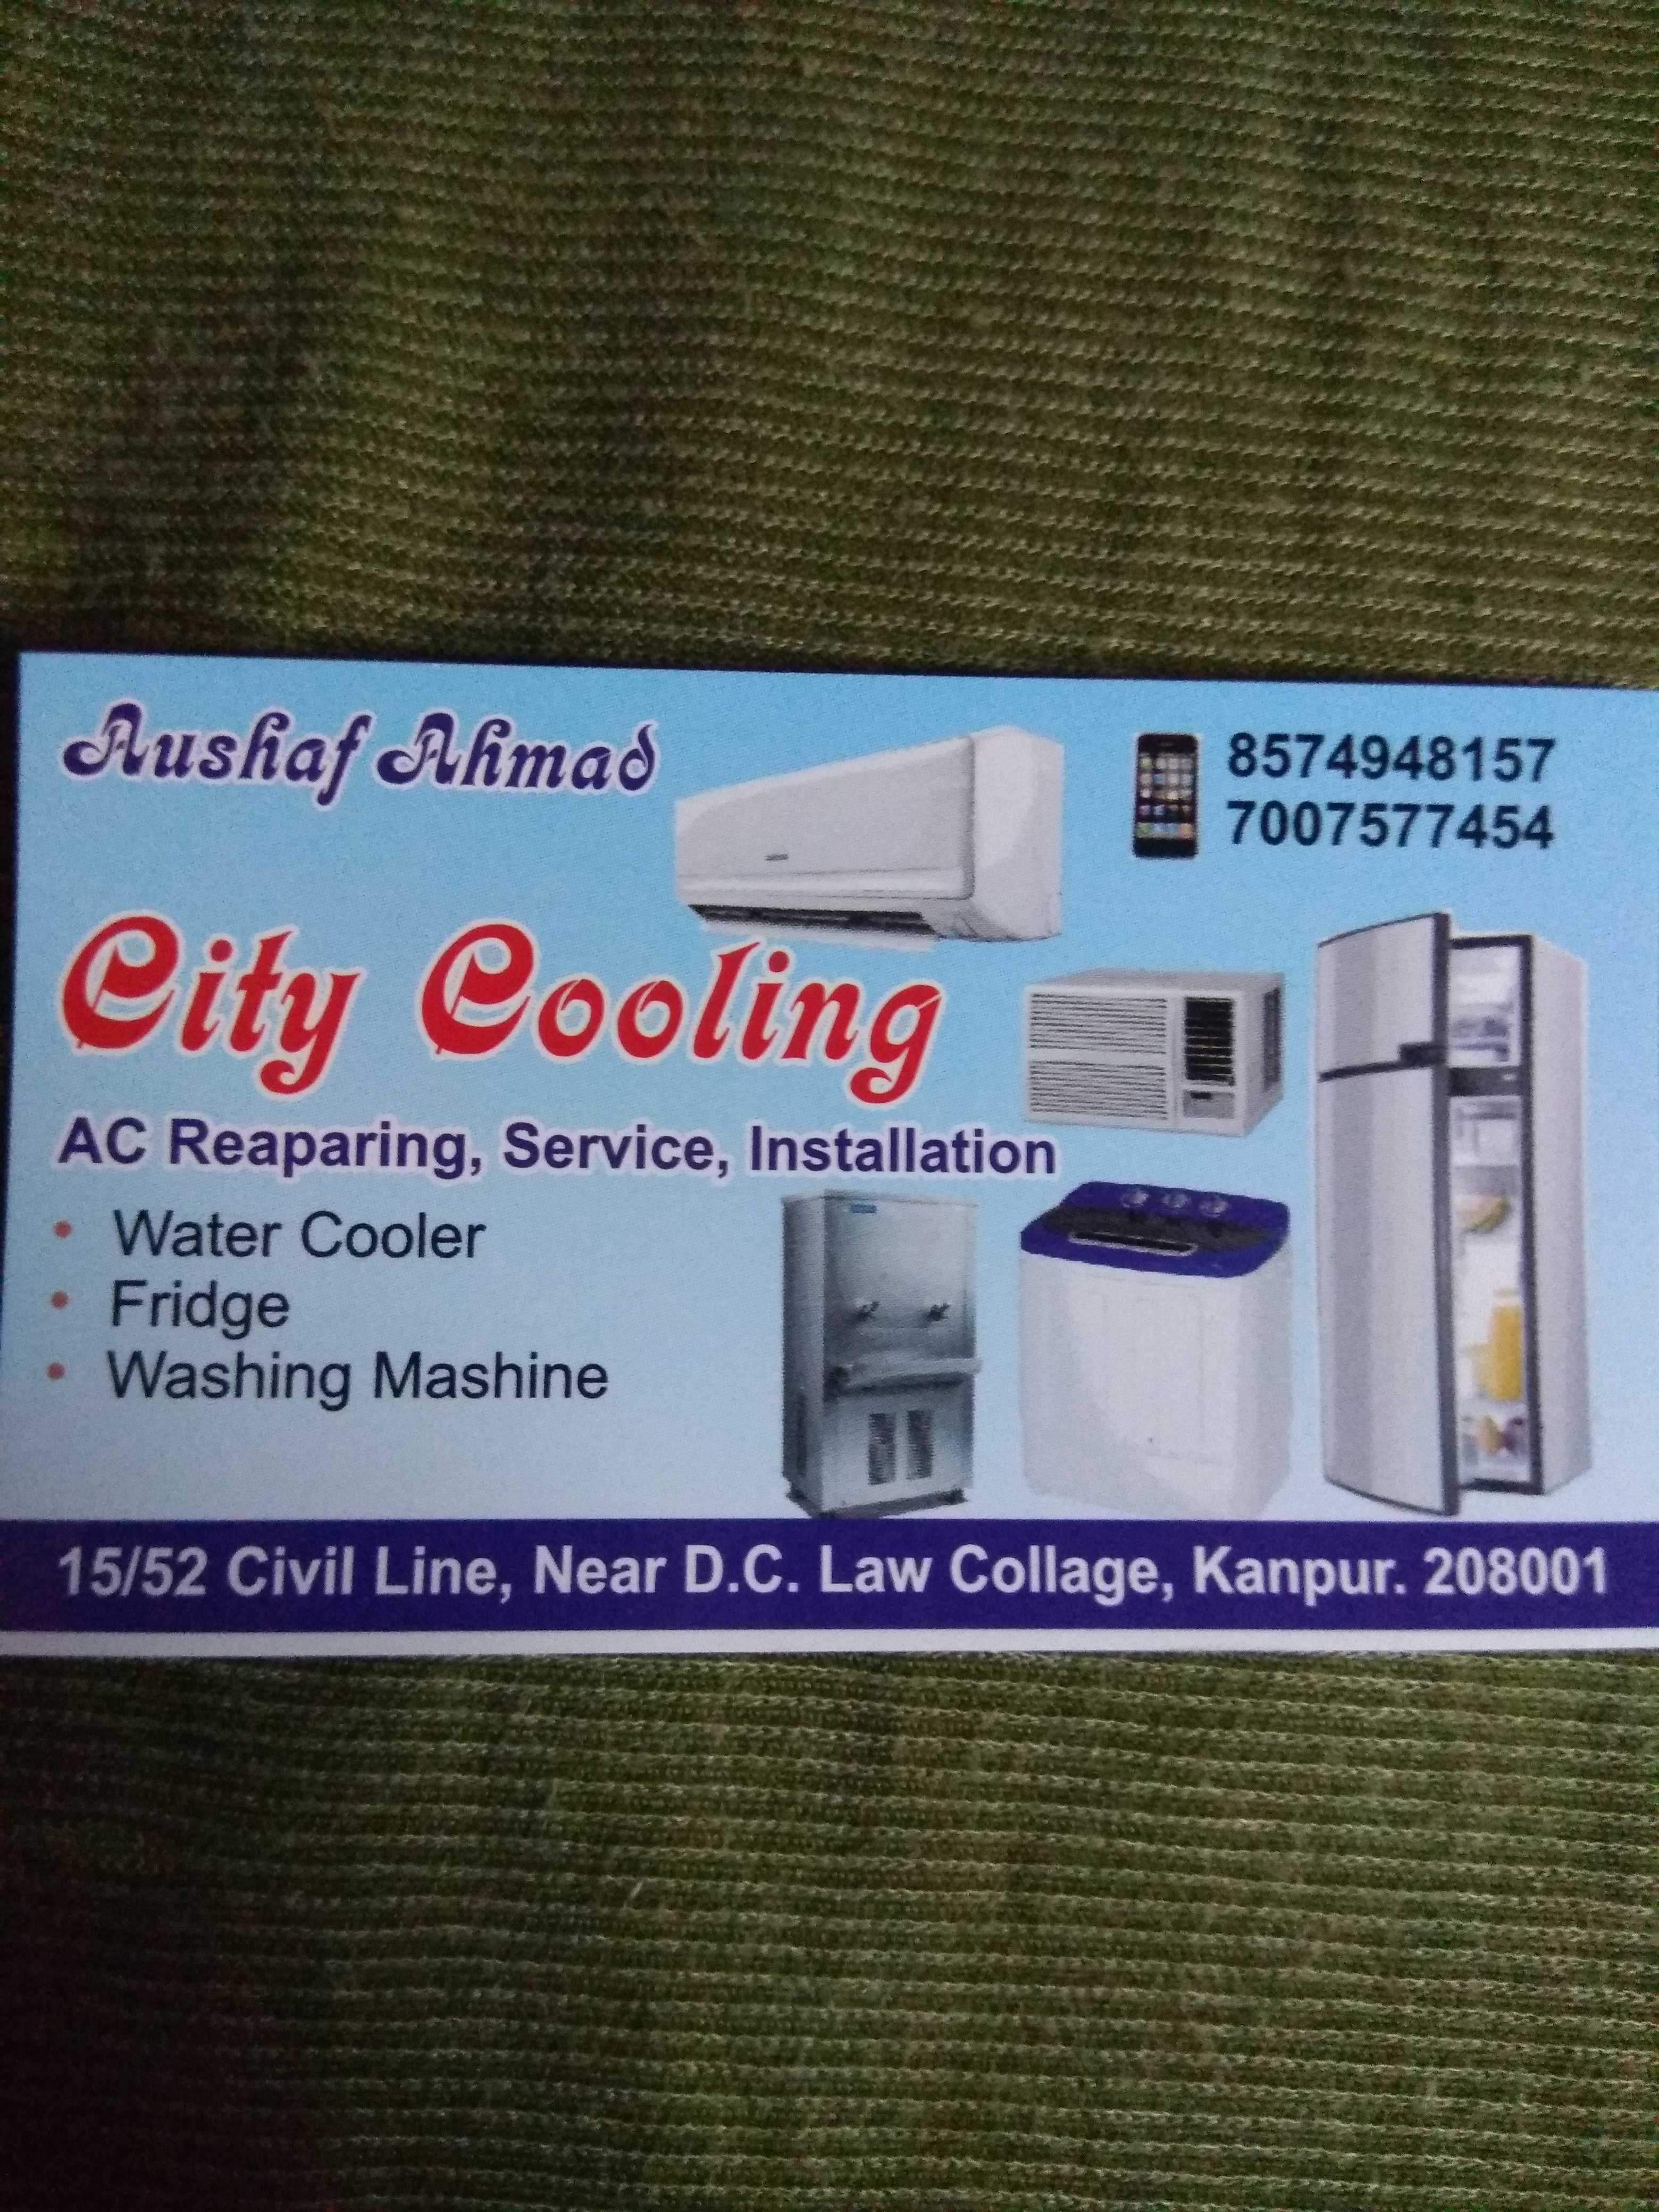 Aushaf Ahmad
8574948157
7007577454
City Cooling
AC Reaparing, Service, Installation
• Water Cooler
• Fridge
• Washing Mashine
15/52 Civil Line, Near D.C. Law Collage, Kanpur. 208001